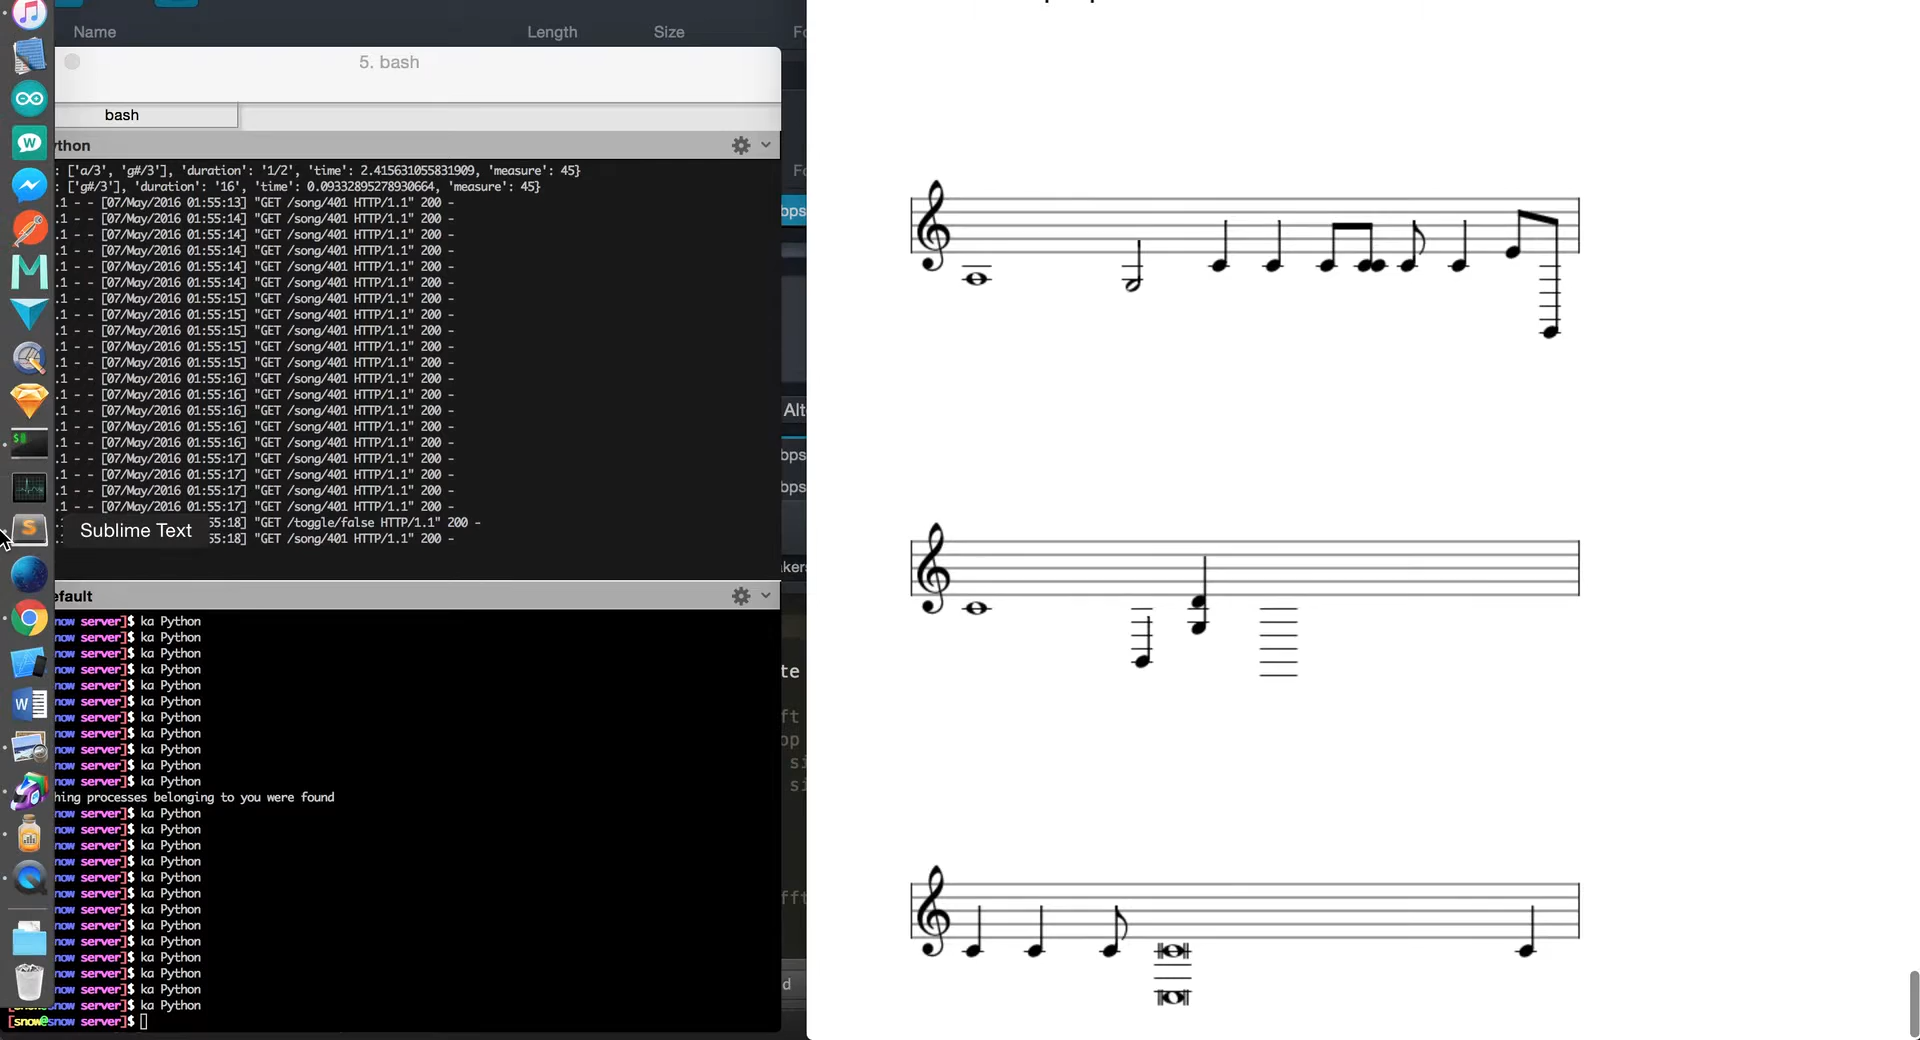 Name Length Size Fo
5. bash
bash
ython
: ['a/3', 'g#/3'], 'duration': '1/2', 'time': 2.415631055831909, 'measure': 45}
: ['g#/3'], 'duration': '16', 'time': 0.09332895278930664, 'measure': 45}
.1 - - [07/May/2016 01:55:13] "GET /song/401 HTTP/1.1" 200 -
.1 - - [07/May/2016 01:55:14] "GET /song/401 HTTP/1.1" 200 -
.1 - - [07/May/2016 01:55:14] "GET /song/401 HTTP/1.1" 200 -
.1 - - [07/May/2016 01:55:14] "GET /song/401 HTTP/1.1" 200 -
.1 - - [07/May/2016 01:55:14] "GET /song/401 HTTP/1.1" 200 -
.1 - - [07/May/2016 01:55:14] "GET /song/401 HTTP/1.1" 200 -
.1 - - [07/May/2016 01:55:15] "GET /song/401 HTTP/1.1" 200 -
.1 - - [07/May/2016 01:55:15] "GET /song/401 HTTP/1.1" 200 -
.1 - - [07/May/2016 01:55:15] "GET /song/401 HTTP/1.1" 200 -
.1 - - [07/May/2016 01:55:15] "GET /song/401 HTTP/1.1" 200 -
.1 - - [07/May/2016 01:55:15] "GET /song/401 HTTP/1.1" 200 -
.1 - - [07/May/2016 01:55:16] "GET /song/401 HTTP/1.1" 200 -
.1 - - [07/May/2016 01:55:16] "GET /song/401 HTTP/1.1" 200 -
.1 - - [07/May/2016 01:55:16] "GET /song/401 HTTP/1.1" 200 -
.1 - - [07/May/2016 01:55:16] "GET /song/401 HTTP/1.1" 200 -
.1 - - [07/May/2016 01:55:16] "GET /song/401 HTTP/1.1" 200 -
.1 - - [07/May/2016 01:55:17] "GET /song/401 HTTP/1.1" 200 -
.1 - - [07/May/2016 01:55:17] "GET /song/401 HTTP/1.1" 200 -
.1 - - [07/May/2016 01:55:17] "GET /song/401 HTTP/1.1" 200 -
.1 - - [07/May/2016 01:55:17] "GET /song/401 HTTP/1.1" 200 -
55:18] "GET /toggle/false HTTP/1.1" 200 -
Sublime Text
55:18] "GET /song/401 HTTP/1.1" 200 -
efault
now server]$ ka Python
now server]$ ka Python
now server]$ ka Python
now server]$ ka Python
now server]$ ka Python
now server]$ ka Python
now server]$ ka Python
now server]$ ka Python
now server]$ ka Python
now server]$ ka Python
now server]$ ka Python
hing processes belonging to you were found
now server]$ ka Python
now server]$ ka Python
now server]$ ka Python
now server]$ ka Python
now server]$ ka Python
now server]$ ka Python
now server]$ ka Python
now server]$ ka Python
now server]$ ka Python
now server]$ ka Python
now server]$ ka Python
now server]$ ka Python
now server]$ ka Python
[snow@snow server]$
Fo
bps
Alt
bps
bps
kers
te
ft
op
si
si
fft
d